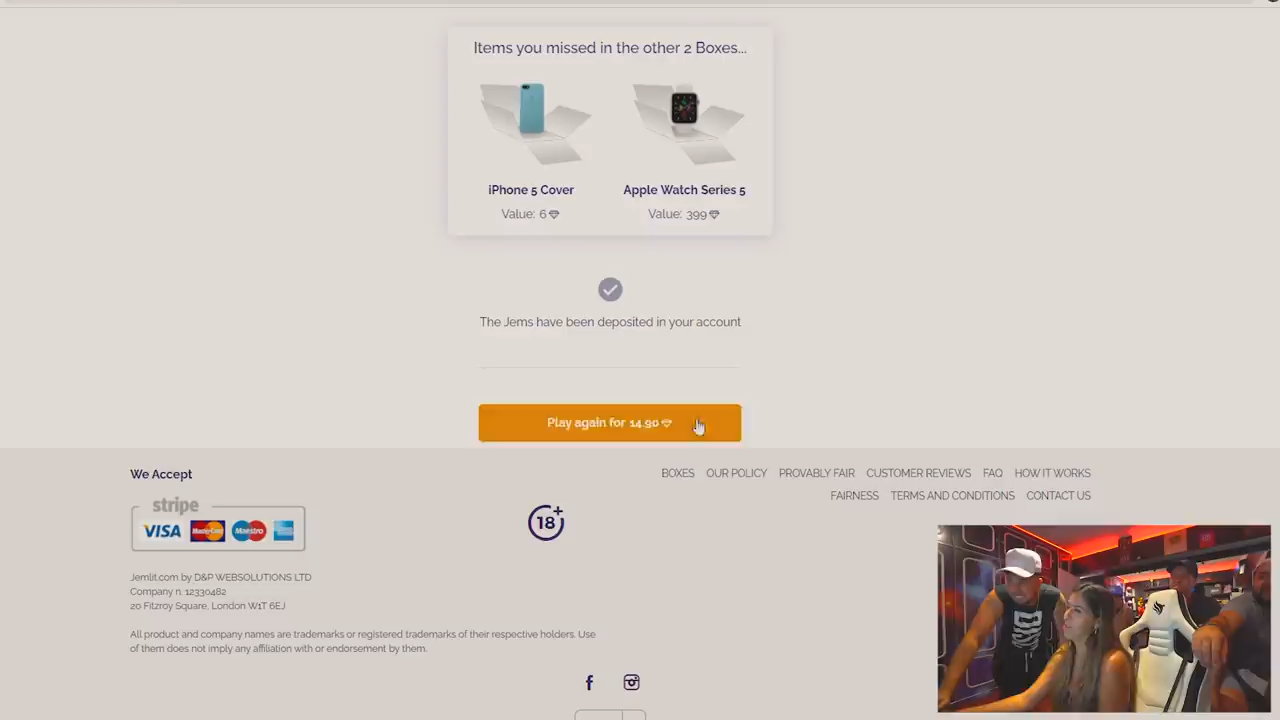 Items you missed in the other 2 Boxes...
iPhone 5 Cover
Apple Watch Series 5
Value: 6
Value: 399
The Jems have been deposited in your account
Play again for 14.90
We Accept
stripe
VISA MasterCard Maestro
BOXES OUR POLICY PROVABLY FAIR CUSTOMER REVIEWS FAQ HOW IT WORKS
FAIRNESS TERMS AND CONDITIONS CONTACT US
18+
Jemlit.com by D&P WEBSOLUTIONS LTD
Company n. 12330482
20 Fitzroy Square, London W1T 6EJ
All product and company names are trademarks or registered trademarks of their respective holders. Use
of them does not imply any affiliation with or endorsement by them.